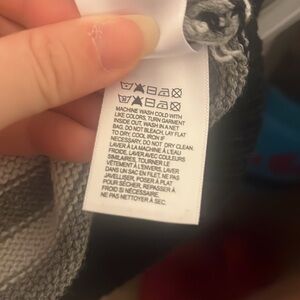 MACHINE WASH COLD WITH
LIKE COLORS, TURN GARMENT
INSIDE OUT, WASH IN A NET
BAG, DO NOT BLEACH, LAY FLAT
TO DRY, COOL IRON IF
NECESSARY, DO NOT DRY CLEAN.
LAVER À LA MACHINE À L'EAU
FROIDE, LAVER AVEC COULEURS
SIMILAIRES, TOURNER LE
VÊTEMENT À L'ENVERS, LAVER
DANS UN SAC EN FILET, NE PAS
JAVELLISER, POSER À PLAT
POUR SÉCHER, REPASSER À
FROID SI NÉCESSAIRE,
NE PAS NETTOYER À SEC.